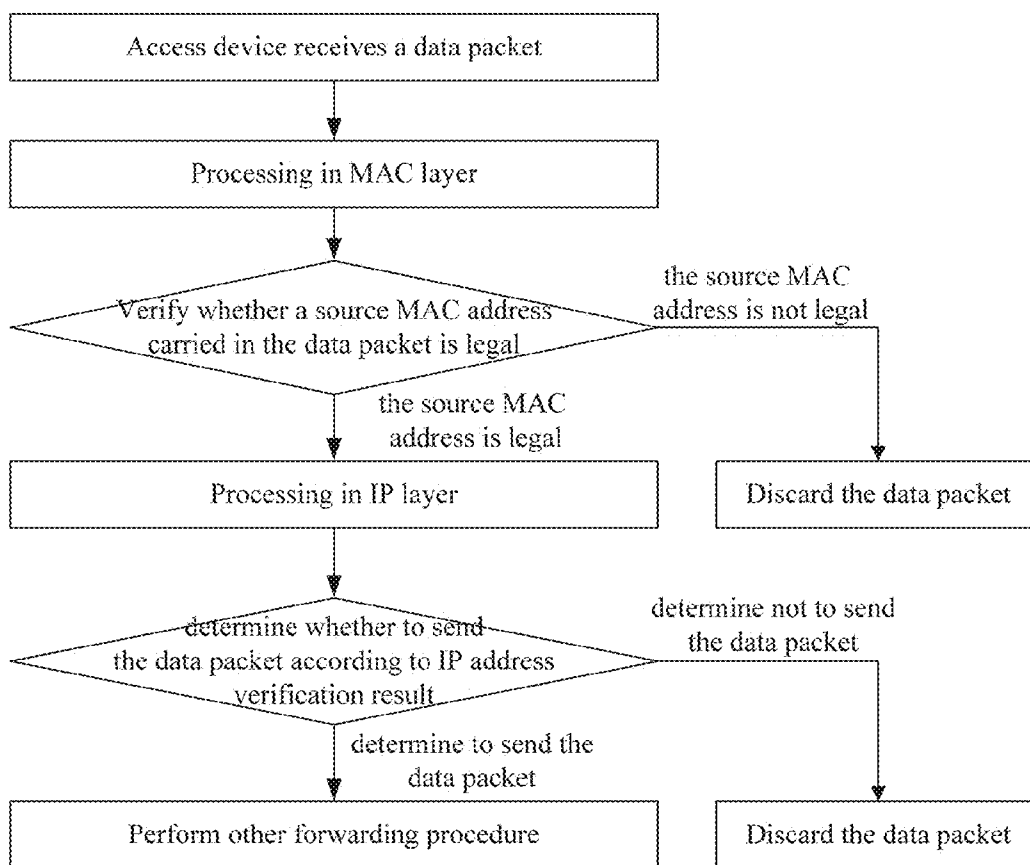 Access device receives a data packet
Processing in MAC layer
Verify whether a source MAC address
carried in the data packet is legal
the source MAC
address is not legal
the source MAC
address is legal
Processing in IP layer
Discard the data packet
determine whether to send
the data packet according to IP address
verification result
determine not to send
the data packet
determine to send the
data packet
Perform other forwarding procedure
Discard the data packet